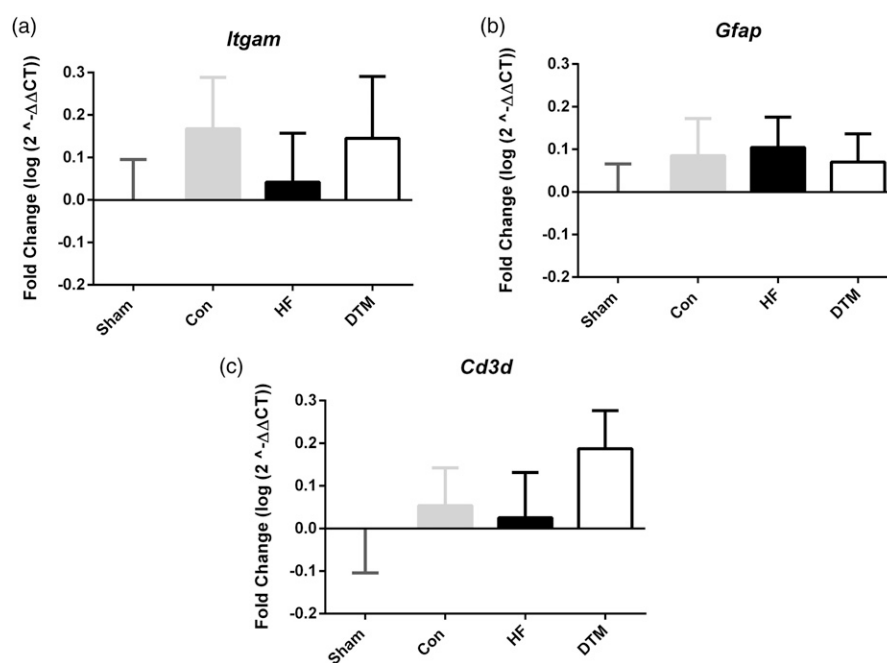 (a)
Itgam
Fold Change (log (2 ^-ΔΔCT))
0.3
0.2
0.1
0.0
-0.1
-0.2
Sham
Con
HF
DTM
(b)
Gfap
Fold Change (log (2 ^-ΔΔCT))
0.3
0.2
0.1
0.0
-0.1
-0.2
Sham
Con
HF
DTM
(c)
Cd3d
Fold Change (log (2 ^-ΔΔCT))
0.3
0.2
0.1
0.0
-0.1
-0.2
Sham
Con
HF
DTM